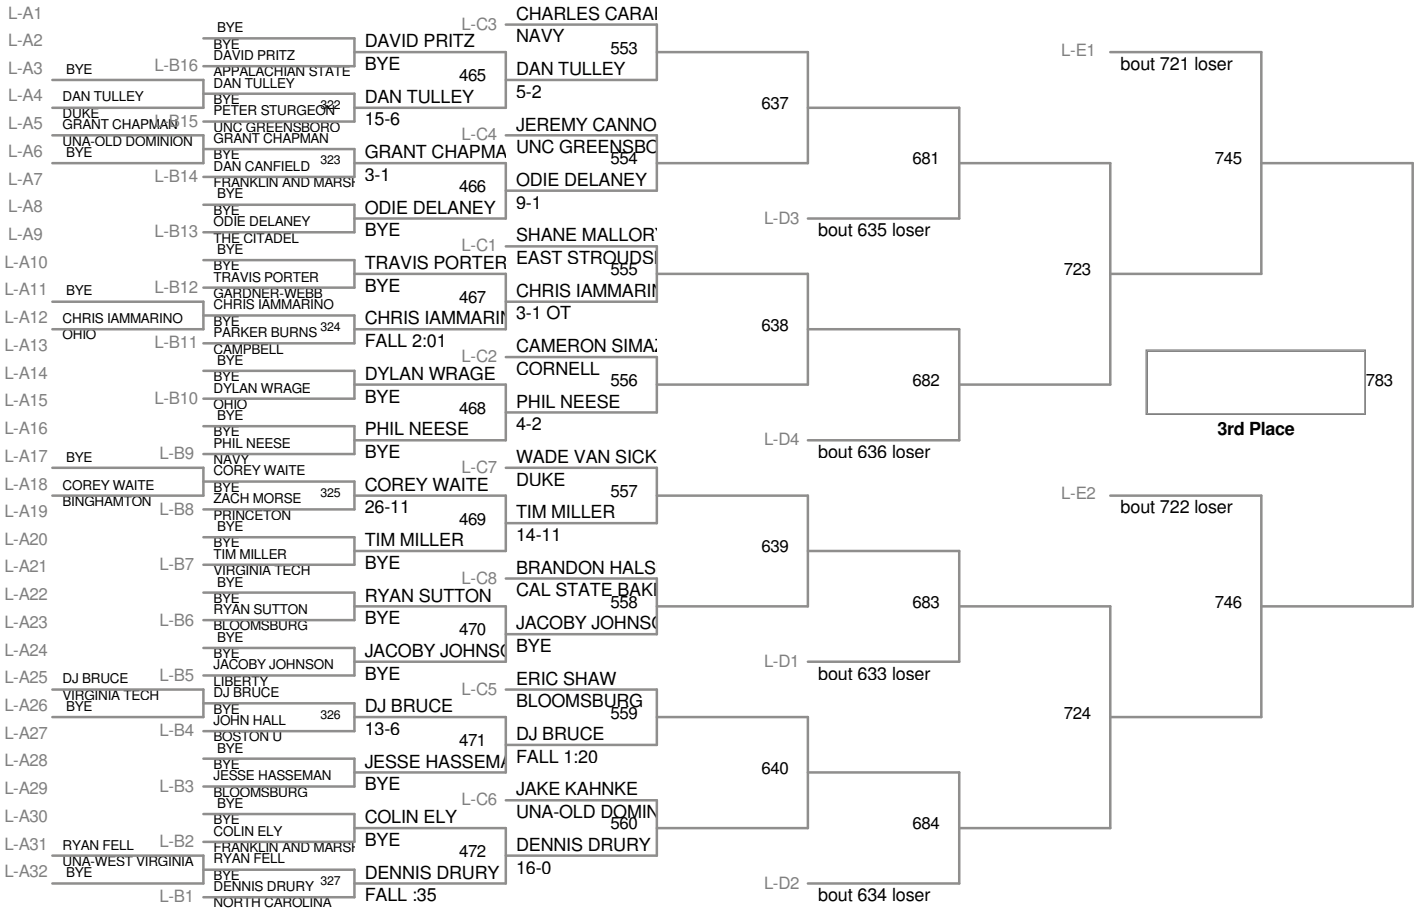 L-A1
L-A2
L-A3
L-A4
L-A5
L-A6
L-A7
L-A8
L-A9
L-A10
L-A11
L-A12
L-A13
L-A14
L-A15
L-A16
L-A17
L-A18
L-A19
L-A20
L-A21
L-A22
L-A23
L-A24
L-A25
L-A26
L-A27
L-A28
L-A29
L-A30
L-A31
L-A32
BYE
DAN TULLEY
DUKE
GRANT CHAPMAN
UNA-OLD DOMINION
BYE
BYE
CHRIS IAMMARINO
OHIO
BYE
COREY WAITE
BINGHAMTON
DJ BRUCE
VIRGINIA TECH
BYE
RYAN FELL
UNA-WEST VIRGINIA
BYE
L-B16
L-B15
L-B14
L-B13
L-B12
L-B11
L-B10
L-B9
L-B8
L-B7
L-B6
L-B5
L-B4
L-B3
L-B2
L-B1
BYE
BYE
DAVID PRITZ
APPALACHIAN STATE
DAN TULLEY
BYE
322
PETER STURGEON
UNC GREENSBORO
GRANT CHAPMAN
BYE
323
DAN CANFIELD
FRANKLIN AND MARSH
BYE
BYE
ODIE DELANEY
THE CITADEL
BYE
BYE
TRAVIS PORTER
GARDNER-WEBB
CHRIS IAMMARINO
BYE
324
PARKER BURNS
CAMPBELL
BYE
BYE
DYLAN WRAGE
OHIO
BYE
BYE
PHIL NEESE
NAVY
COREY WAITE
BYE
325
ZACH MORSE
PRINCETON
BYE
BYE
TIM MILLER
VIRGINIA TECH
BYE
BYE
RYAN SUTTON
BLOOMSBURG
BYE
BYE
JACOBY JOHNSON
LIBERTY
DJ BRUCE
BYE
326
JOHN HALL
BOSTON U
BYE
BYE
JESSE HASSEMAN
BLOOMSBURG
BYE
BYE
COLIN ELY
FRANKLIN AND MARSH
RYAN FELL
BYE
327
DENNIS DRURY
NORTH CAROLINA
DAVID PRITZ
BYE
465
DAN TULLEY
15-6
GRANT CHAPMA
3-1
466
ODIE DELANEY
BYE
TRAVIS PORTER
BYE
467
CHRIS IAMMARIN
FALL 2:01
DYLAN WRAGE
BYE
468
PHIL NEESE
BYE
COREY WAITE
26-11
469
TIM MILLER
BYE
RYAN SUTTON
BYE
470
JACOBY JOHNSO
BYE
DJ BRUCE
13-6
471
JESSE HASSEMA
BYE
COLIN ELY
BYE
472
DENNIS DRURY
FALL :35
L-C3
CHARLES CARAI
NAVY
553
DAN TULLEY
5-2
L-C4
JEREMY CANNO
UNC GREENSBO
554
ODIE DELANEY
9-1
L-C1
SHANE MALLORY
EAST STROUDS
555
CHRIS IAMMARIN
3-1 OT
L-C2
CAMERON SIMAZ
CORNELL
556
PHIL NEESE
4-2
L-C7
WADE VAN SICK
DUKE
557
TIM MILLER
14-11
L-C8
BRANDON HALS
CAL STATE BAK
558
JACOBY JOHNSO
BYE
L-C5
ERIC SHAW
BLOOMSBURG
559
DJ BRUCE
FALL 1:20
L-C6
JAKE KAHNKE
UNA-OLD DOMIN
560
DENNIS DRURY
16-0
637
638
639
640
L-D3
bout 635 loser
L-D4
bout 636 loser
L-D1
bout 633 loser
L-D2
bout 634 loser
681
682
683
684
723
724
L-E1
bout 721 loser
745
L-E2
bout 722 loser
746
783
3rd Place